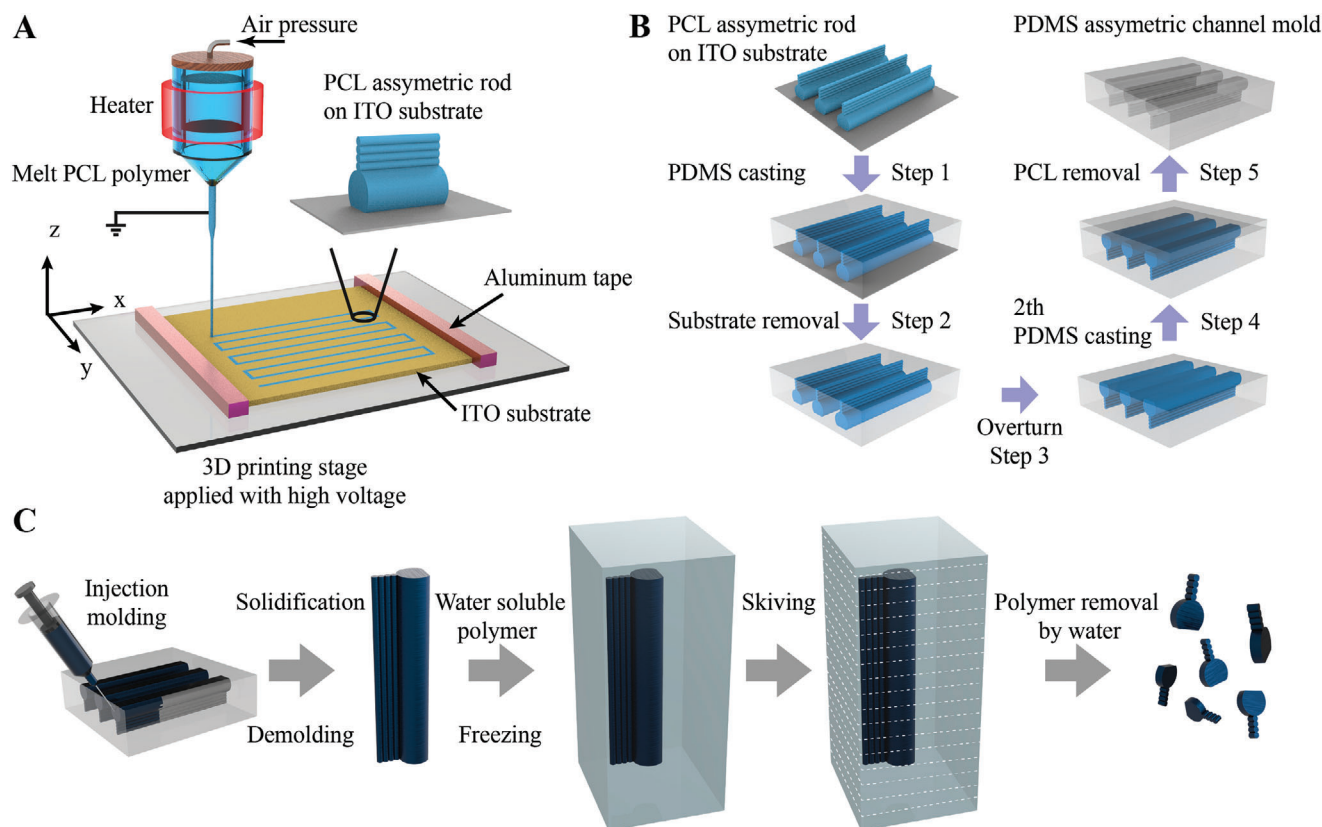 A
Air pressure
Heater
Melt PCL polymer
PCL assymetric rod
on ITO substrate
z
x
y
Aluminum tape
ITO substrate
3D printing stage
applied with high voltage
B
PCL assymetric rod
on ITO substrate
PDMS assymetric channel mold
PDMS casting
Step 1
PCL removal
Step 5
Substrate removal
Step 2
2th
PDMS casting
Step 4
Overturn
Step 3
C
Injection
molding
Solidification
Demolding
Water soluble
polymer
Freezing
Skiving
Polymer removal
by water